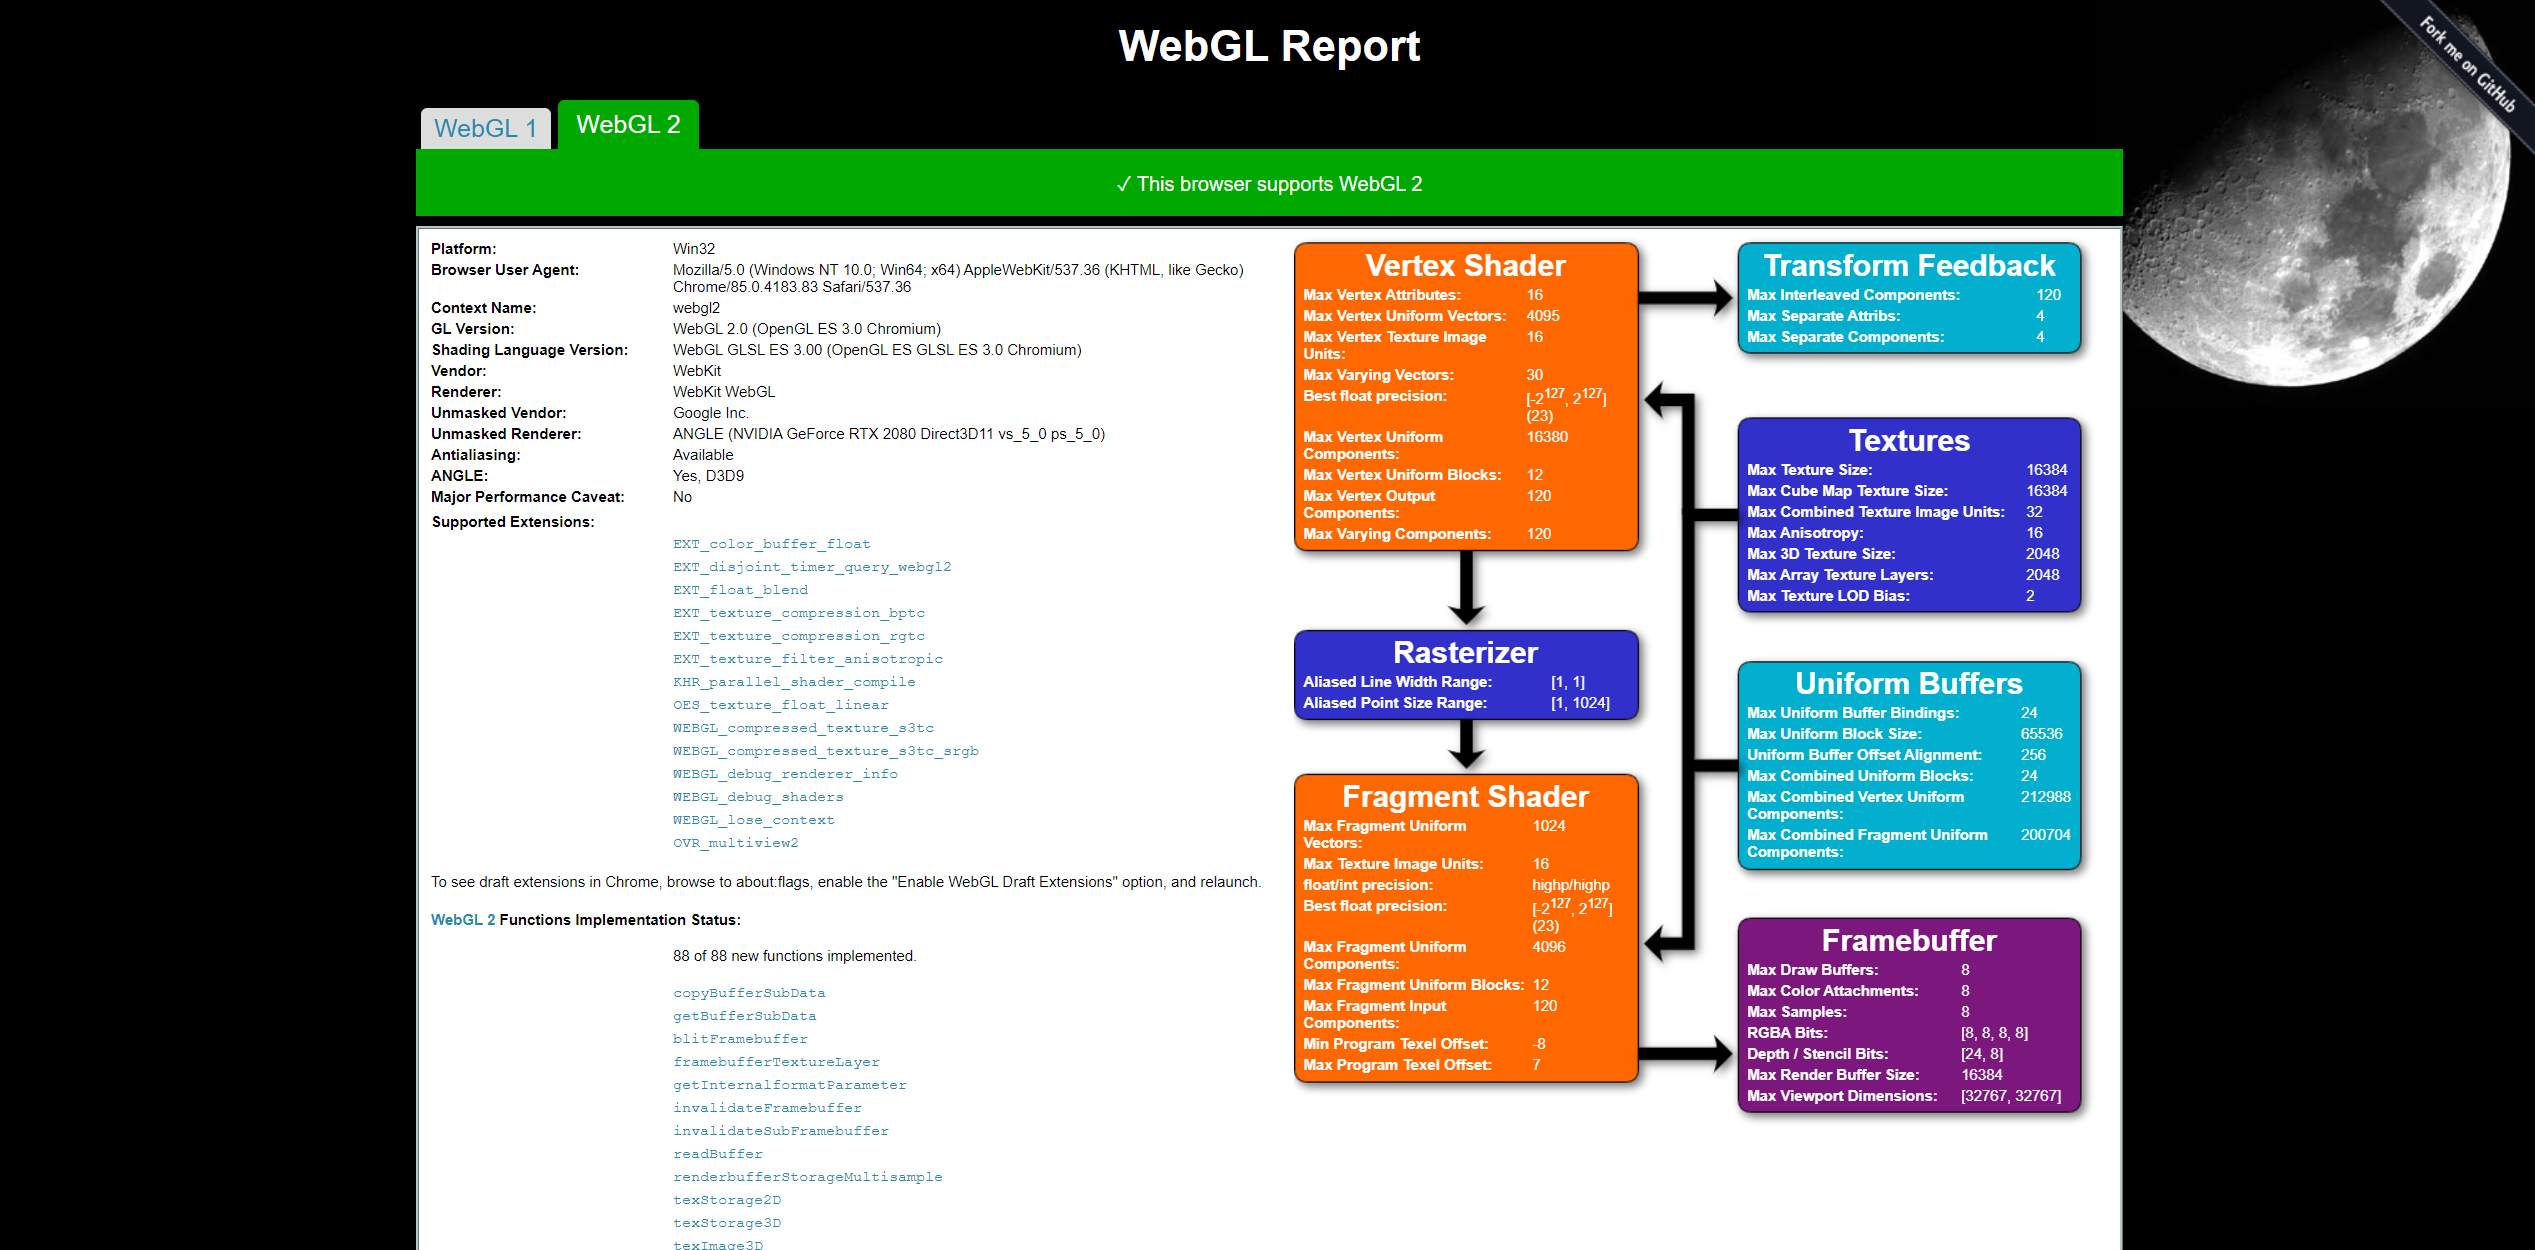 WebGL Report
Fork me on GitHub
WebGL 1
WebGL 2
✓ This browser supports WebGL 2
Platform: Win32
Browser User Agent: Mozilla/5.0 (Windows NT 10.0; Win64; x64) AppleWebKit/537.36 (KHTML, like Gecko)
Chrome/85.0.4183.83 Safari/537.36
Context Name: webgl2
GL Version: WebGL 2.0 (OpenGL ES 3.0 Chromium)
Shading Language Version: WebGL GLSL ES 3.00 (OpenGL ES GLSL ES 3.0 Chromium)
Vendor: WebKit
Renderer: WebKit WebGL
Unmasked Vendor: Google Inc.
Unmasked Renderer: ANGLE (NVIDIA GeForce RTX 2080 Direct3D11 vs_5_0 ps_5_0)
Antialiasing: Available
ANGLE: Yes, D3D9
Major Performance Caveat: No
Supported Extensions:
EXT_color_buffer_float
EXT_disjoint_timer_query_webgl2
EXT_float_blend
EXT_texture_compression_bptc
EXT_texture_compression_rgtc
EXT_texture_filter_anisotropic
KHR_parallel_shader_compile
OES_texture_float_linear
WEBGL_compressed_texture_s3tc
WEBGL_compressed_texture_s3tc_srgb
WEBGL_debug_renderer_info
WEBGL_debug_shaders
WEBGL_lose_context
OVR_multiview2
To see draft extensions in Chrome, browse to about:flags, enable the "Enable WebGL Draft Extensions" option, and relaunch.
WebGL 2 Functions Implementation Status:
88 of 88 new functions implemented.
copyBufferSubData
getBufferSubData
blitFramebuffer
framebufferTextureLayer
getInternalformatParameter
invalidateFramebuffer
invalidateSubFramebuffer
readBuffer
renderbufferStorageMultisample
texStorage2D
texStorage3D
texImage3D
Vertex Shader
Max Vertex Attributes: 16
Max Vertex Uniform Vectors: 4095
Max Vertex Texture Image 16
Units:
Max Varying Vectors: 30
Best float precision: [-2^127, 2^127]
(23)
Max Vertex Uniform 16380
Components:
Max Vertex Uniform Blocks: 12
Max Vertex Output 120
Components:
Max Varying Components: 120
Rasterizer
Aliased Line Width Range: [1, 1]
Aliased Point Size Range: [1, 1024]
Fragment Shader
Max Fragment Uniform 1024
Vectors:
Max Texture Image Units: 16
float/int precision: highp/highp
Best float precision: [-2^127, 2^127]
(23)
Max Fragment Uniform 4096
Components:
Max Fragment Uniform Blocks: 12
Max Fragment Input 120
Components:
Min Program Texel Offset: -8
Max Program Texel Offset: 7
Transform Feedback
Max Interleaved Components: 120
Max Separate Attribs: 4
Max Separate Components: 4
Textures
Max Texture Size: 16384
Max Cube Map Texture Size: 16384
Max Combined Texture Image Units: 32
Max Anisotropy: 16
Max 3D Texture Size: 2048
Max Array Texture Layers: 2048
Max Texture LOD Bias: 2
Uniform Buffers
Max Uniform Buffer Bindings: 24
Max Uniform Block Size: 65536
Uniform Buffer Offset Alignment: 256
Max Combined Uniform Blocks: 24
Max Combined Vertex Uniform 212988
Components:
Max Combined Fragment Uniform 200704
Components:
Framebuffer
Max Draw Buffers: 8
Max Color Attachments: 8
Max Samples: 8
RGBA Bits: [8, 8, 8, 8]
Depth / Stencil Bits: [24, 8]
Max Render Buffer Size: 16384
Max Viewport Dimensions: [32767, 32767]